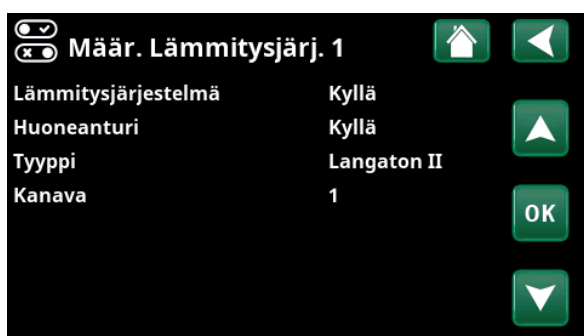 Määr. Lämmitysjärj. 1
Lämmitysjärjestelmä Kyllä
Huoneanturi Kyllä
Tyyppi Langaton II
Kanava 1
OK